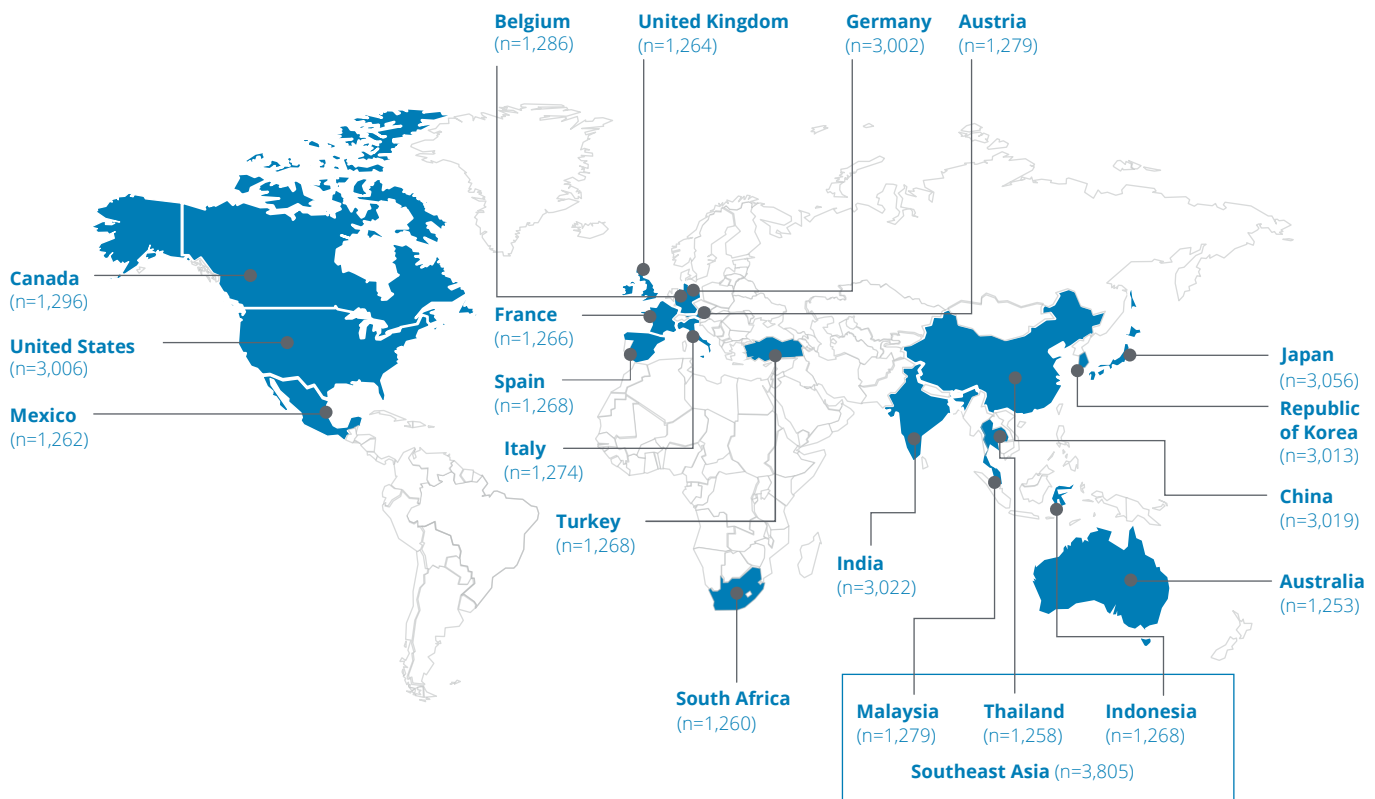 Belgium
(n=1,286)
United Kingdom
(n=1,264)
Germany
(n=3,002)
Austria
(n=1,279)
Canada
(n=1,296)
United States
(n=3,006)
Mexico
(n=1,262)
France
(n=1,266)
Spain
(n=1,268)
Italy
(n=1,274)
Turkey
(n=1,268)
South Africa
(n=1,260)
India
(n=3,022)
Japan
(n=3,056)
Republic
of Korea
(n=3,013)
China
(n=3,019)
Australia
(n=1,253)
Malaysia
(n=1,279)
Thailand
(n=1,258)
Indonesia
(n=1,268)
Southeast Asia (n=3,805)